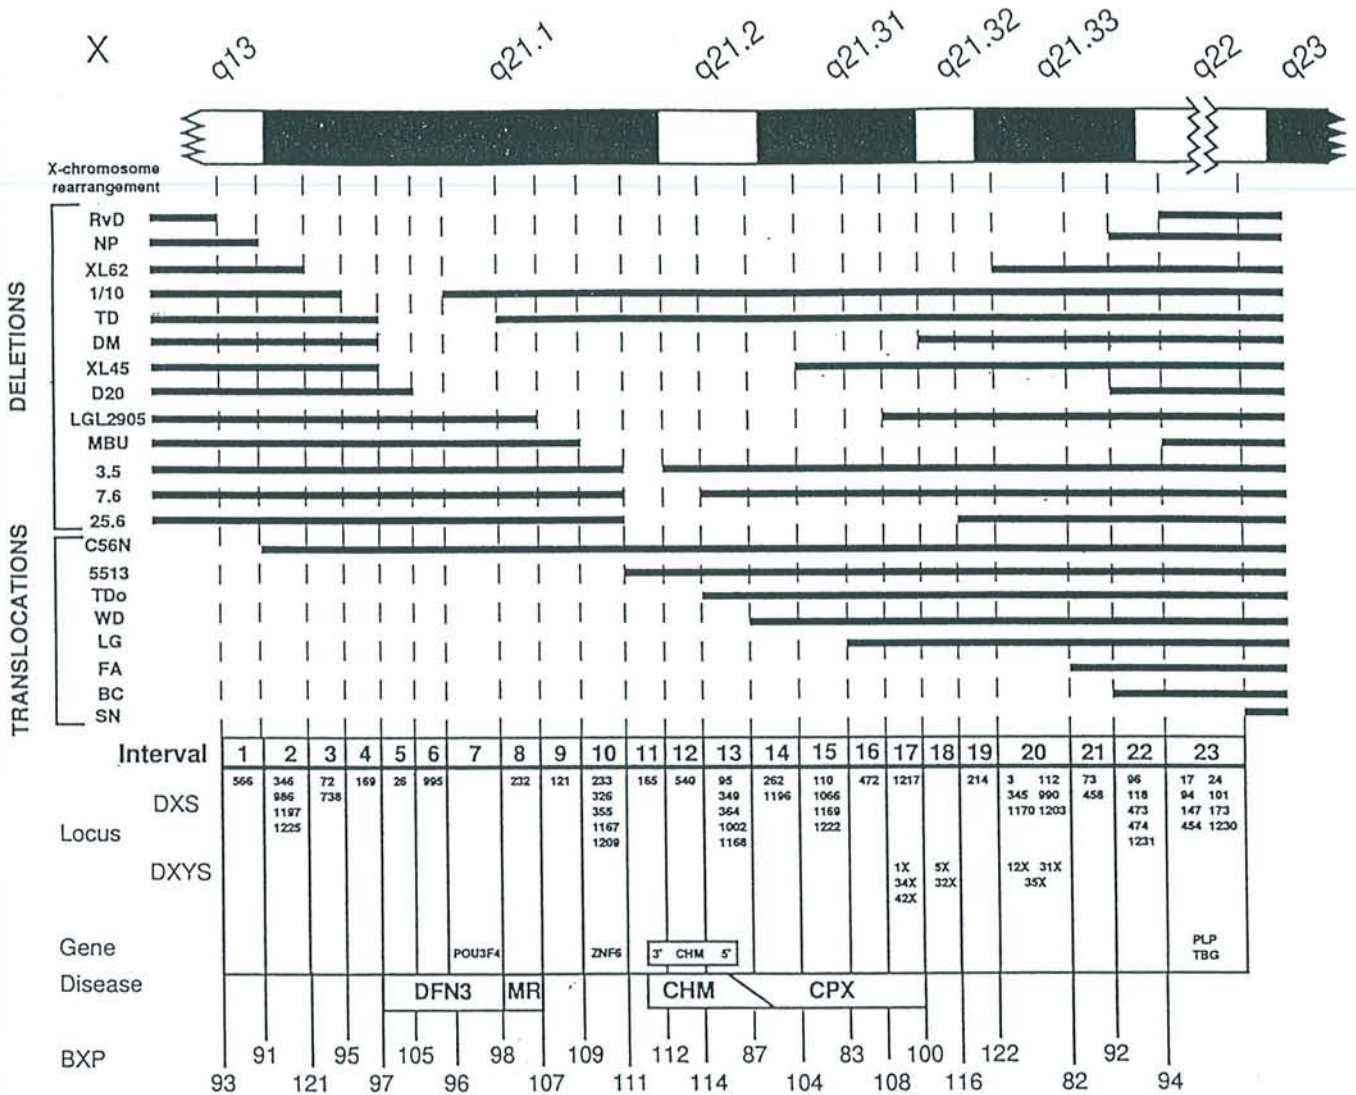 X
q13 q21.1 q21.2 q21.31 q21.32 q21.33 q22 q23
X-chromosome
rearrangement
DELETIONS
RvD
NP
XL62
1/10
TD
DM
XL45
D20
LGL2905
MBU
3.5
7.6
25.6
TRANSLOCATIONS
C56N
5513
TDo
WD
LG
FA
BC
SN
Interval 1 2 3 4 5 6 7 8 9 10 11 12 13 14 15 16 17 18 19 20 21 22 23
DXS
566 346 72 169 26 995 232 121 233 165 540 95 262 110 472 1217 214 3 112 73 96 17 24
986 738 326 349 1196 1066 345 990 458 118 94 101
1197 355 364 1169 1170 1203 473 147 173
1225 1167 1002 1222 474 454 1230
1209 1168 1231
Locus
DXYS
1X 5X 12X 31X
34X 32X 35X
42X
Gene
POU3F4 ZNF6 3' CHM 5' PLP
TBG
Disease
DFN3 MR CHM CPX
BXP
91 95 105 98 109 112 87 83 100 122 92
93 121 97 96 107 111 114 104 108 116 82 94